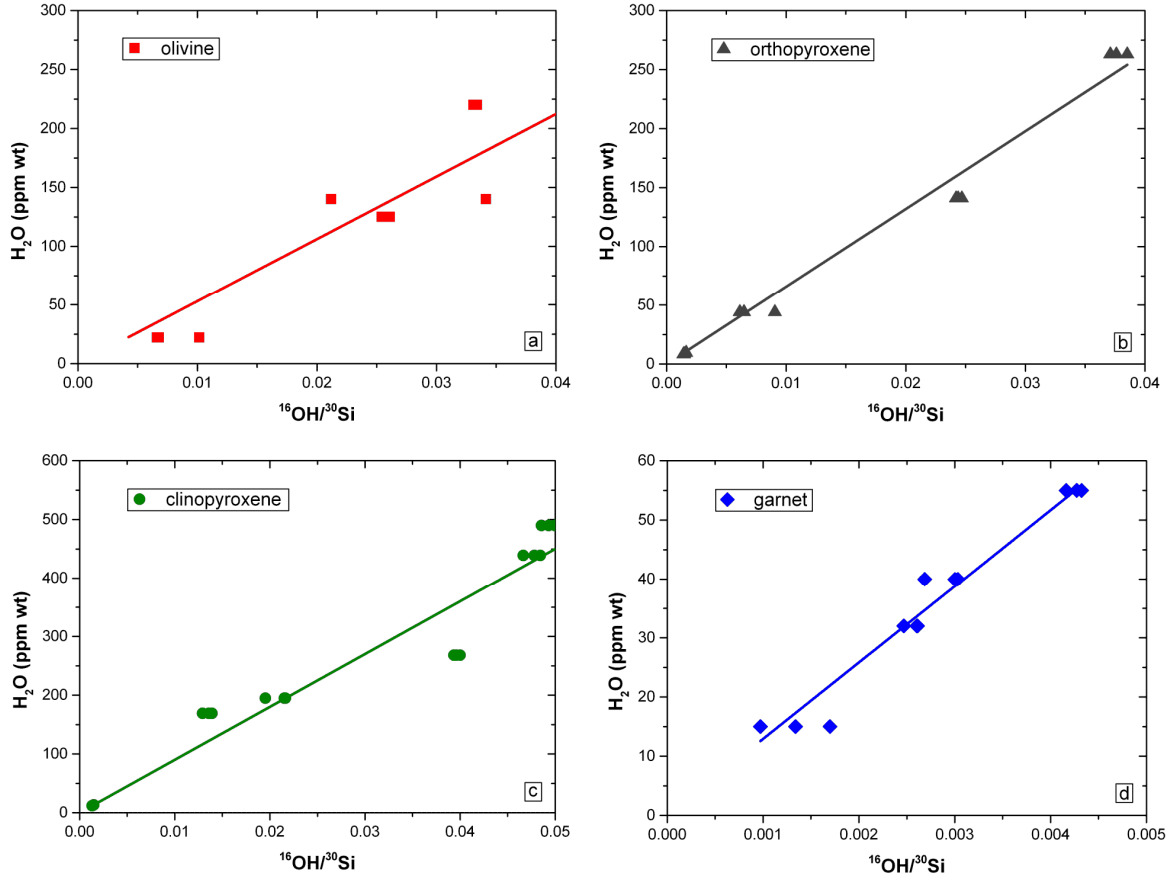 300
250
200
150
100
50
0
H₂O (ppm wt)
olivine
a
0.00 0.01 0.02 0.03 0.04
¹⁶OH/³⁰Si
300
250
200
150
100
50
0
H₂O (ppm wt)
orthopyroxene
b
0.00 0.01 0.02 0.03 0.04
¹⁶OH/³⁰Si
600
500
400
300
200
100
0
H₂O (ppm wt)
clinopyroxene
c
0.00 0.01 0.02 0.03 0.04 0.05
¹⁶OH/³⁰Si
60
50
40
30
20
10
0
H₂O (ppm wt)
garnet
d
0.000 0.001 0.002 0.003 0.004 0.005
¹⁶OH/³⁰Si